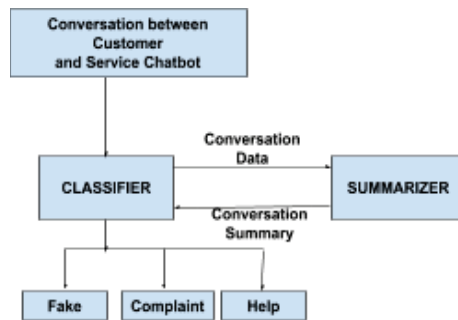 Conversation between
Customer
and Service Chatbot
Conversation
Data
CLASSIFIER
SUMMARIZER
Conversation
Summary
Fake
Complaint
Help